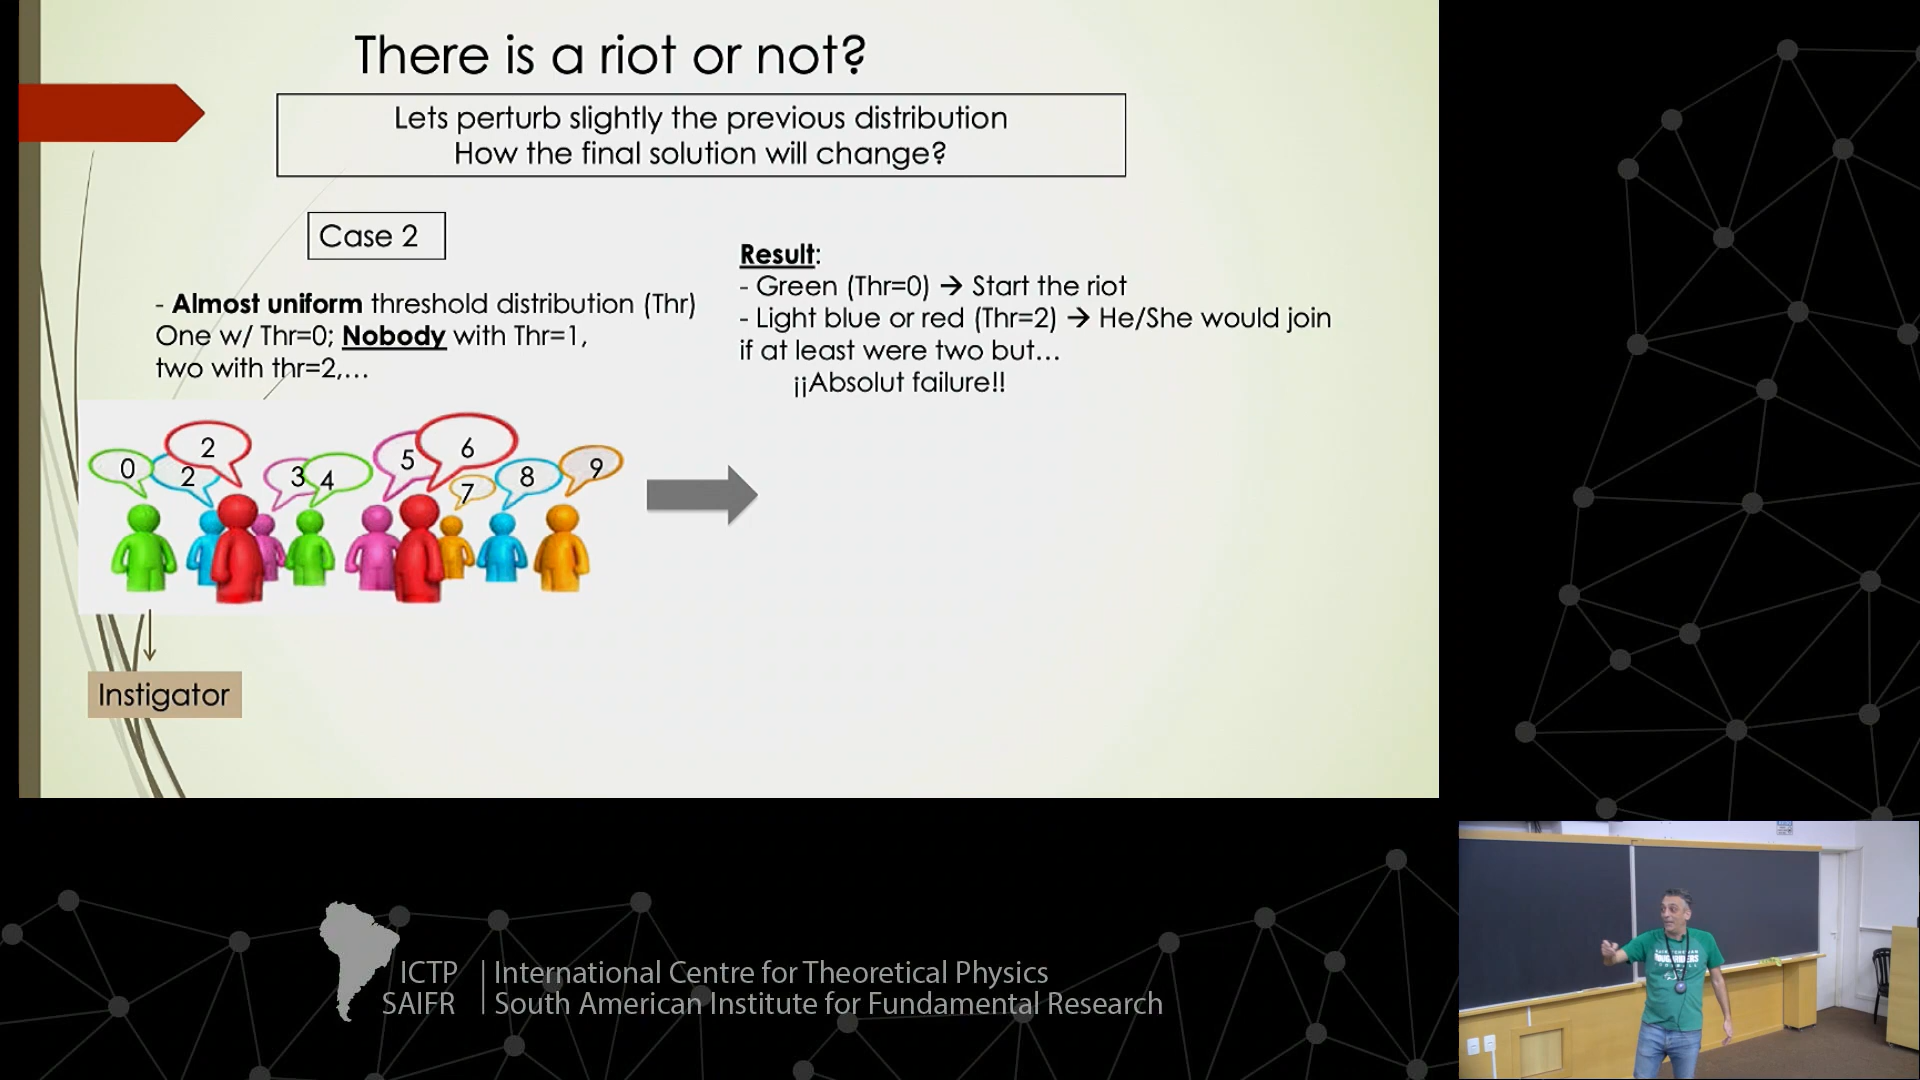 There is a riot or not?
Lets perturb slightly the previous distribution
How the final solution will change?
Case 2
- Almost uniform threshold distribution (Thr)
One w/ Thr=0; Nobody with Thr=1,
two with thr=2,…
Result:
- Green (Thr=0) → Start the riot
- Light blue or red (Thr=2) → He/She would join
if at least were two but…
¡¡Absolut failure!!
0
2
2
3
4
5
6
7
8
9
Instigator
ICTP
SAIFR
International Centre for Theoretical Physics
South American Institute for Fundamental Research